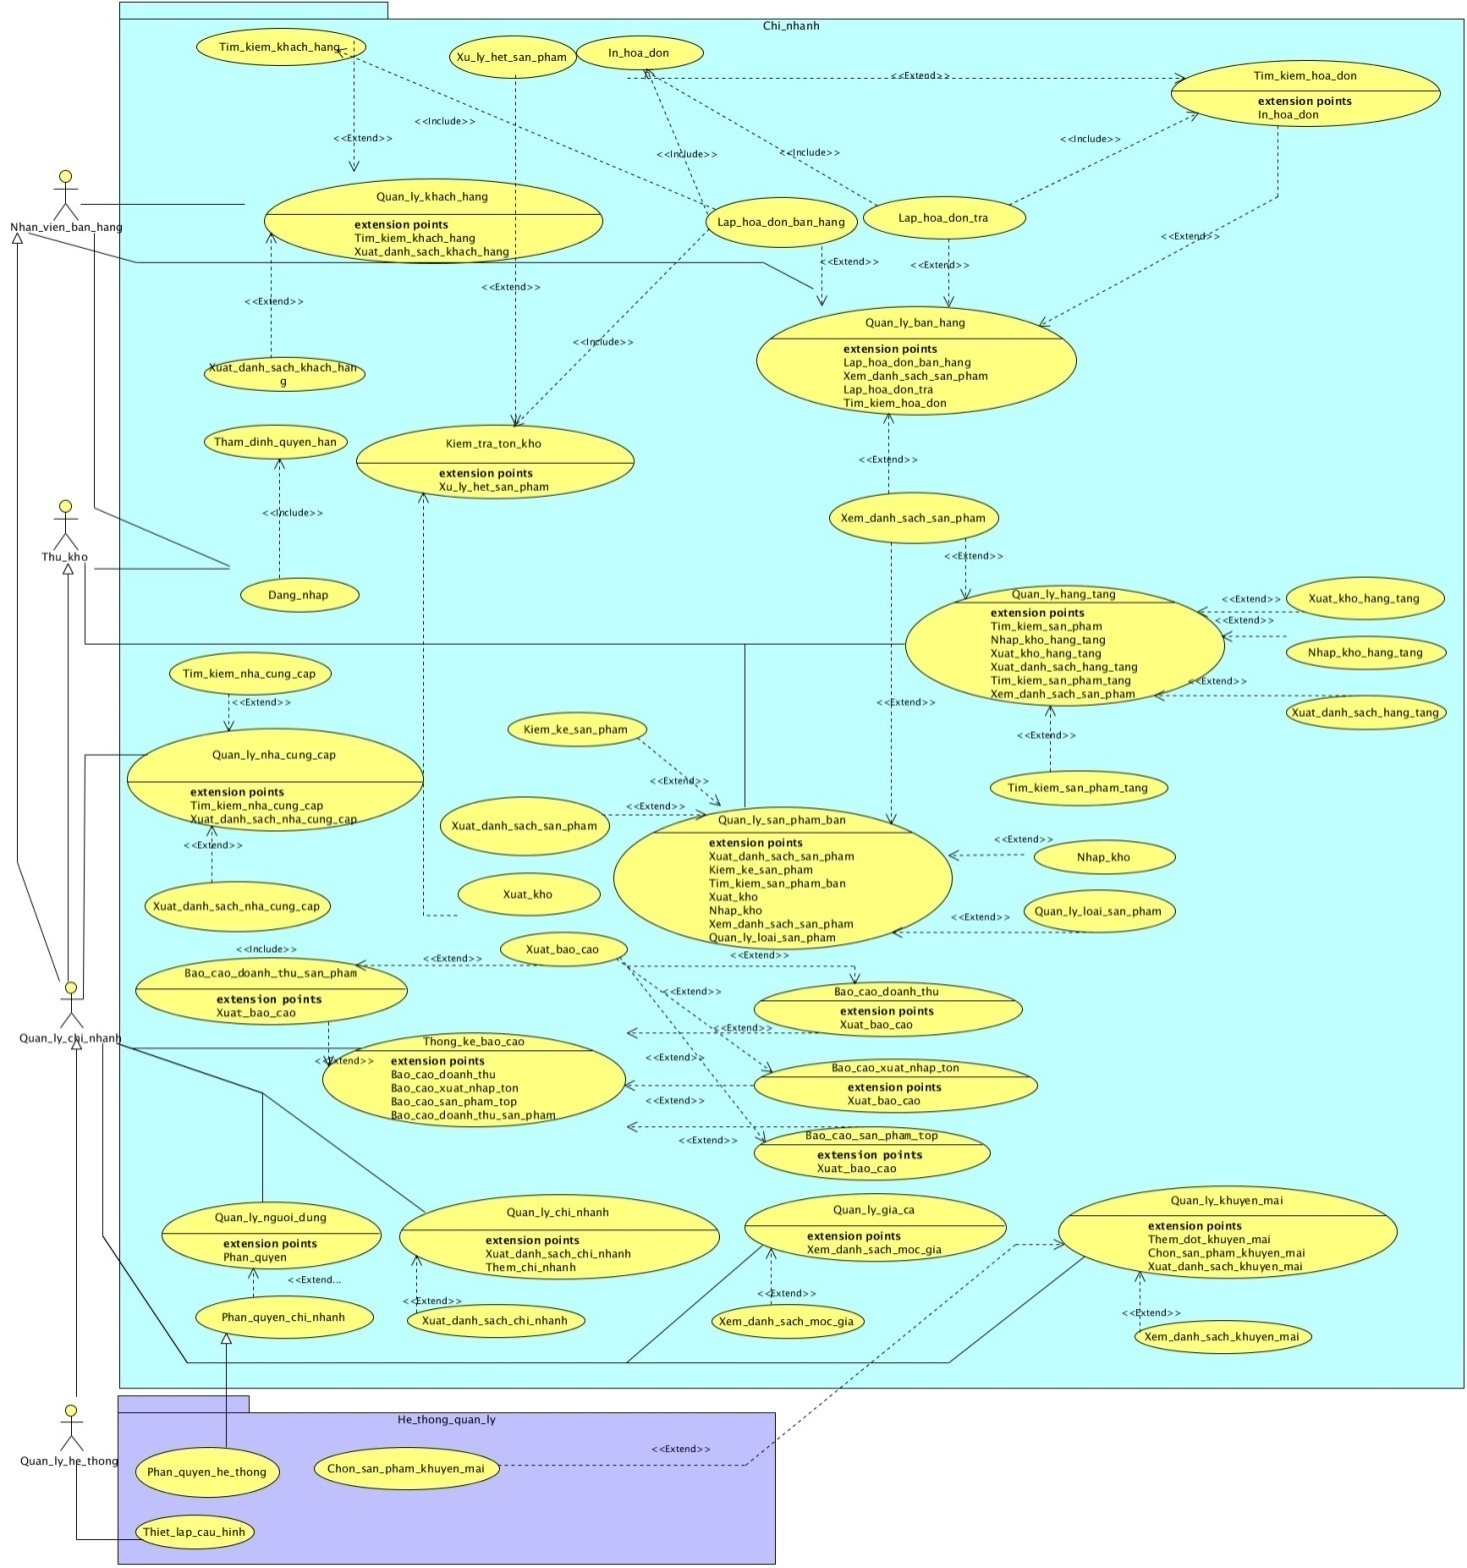 Chi_nhanh
Tim_kiem_khach_hang
Xu_ly_het_san_pham
In_hoa_don
<<Extend>>
Tim_kiem_hoa_don
extension points
In_hoa_don
<<Include>>
<<Extend>>
<<Include>>
<<Include>>
<<Include>>
Nhan_vien_ban_hang
Quan_ly_khach_hang
extension points
Tim_kiem_khach_hang
Xuat_danh_sach_khach_hang
Lap_hoa_don_ban_hang
Lap_hoa_don_tra
<<Extend>>
<<Extend>>
<<Extend>>
<<Extend>>
<<Extend>>
<<Include>>
Quan_ly_ban_hang
extension points
Lap_hoa_don_ban_hang
Xem_danh_sach_san_pham
Lap_hoa_don_tra
Tim_kiem_hoa_don
Xuat_danh_sach_khach_han
g
Tham_dinh_quyen_han
Kiem_tra_ton_kho
extension points
Xu_ly_het_san_pham
<<Extend>>
<<Include>>
Xem_danh_sach_san_pham
Thu_kho
<<Extend>>
Dang_nhap
Quan_ly_hang_tang
extension points
Tim_kiem_san_pham
Nhap_kho_hang_tang
Xuat_kho_hang_tang
Xuat_danh_sach_hang_tang
Tim_kiem_san_pham_tang
Xem_danh_sach_san_pham
<<Extend>>
Xuat_kho_hang_tang
<<Extend>>
Nhap_kho_hang_tang
<<Extend>>
Xuat_danh_sach_hang_tang
Tim_kiem_nha_cung_cap
<<Extend>>
<<Extend>>
Kiem_ke_san_pham
<<Extend>>
Quan_ly_nha_cung_cap
extension points
Tim_kiem_nha_cung_cap
Xuat_danh_sach_nha_cung_cap
<<Extend>>
Tim_kiem_san_pham_tang
<<Extend>>
Xuat_danh_sach_san_pham
Quan_ly_san_pham_ban
extension points
Xuat_danh_sach_san_pham
Kiem_ke_san_pham
Tim_kiem_san_pham_ban
Xuat_kho
Nhap_kho
Xem_danh_sach_san_pham
Quan_ly_loai_san_pham
<<Extend>>
Nhap_kho
<<Extend>>
Xuat_danh_sach_nha_cung_cap
Xuat_kho
Quan_ly_loai_san_pham
<<Extend>>
<<Include>>
Xuat_bao_cao
<<Extend>>
<<Extend>>
Bao_cao_doanh_thu_san_pham
extension points
Xuat_bao_cao
<<Extend>>
Bao_cao_doanh_thu
extension points
Xuat_bao_cao
<<Extend>>
Quan_ly_chi_nhanh
<<Extend>>
Thong_ke_bao_cao
extension points
Bao_cao_doanh_thu
Bao_cao_xuat_nhap_ton
Bao_cao_san_pham_top
Bao_cao_doanh_thu_san_pham
<<Extend>>
Bao_cao_xuat_nhap_ton
extension points
Xuat_bao_cao
<<Extend>>
<<Extend>>
Bao_cao_san_pham_top
extension points
Xuat_bao_cao
Quan_ly_nguoi_dung
extension points
Phan_quyen
Quan_ly_chi_nhanh
extension points
Xuat_danh_sach_chi_nhanh
Them_chi_nhanh
Quan_ly_gia_ca
extension points
Xem_danh_sach_moc_gia
Quan_ly_khuyen_mai
extension points
Them_dot_khuyen_mai
Chon_san_pham_khuyen_mai
Xuat_danh_sach_khuyen_mai
<<Extend...
<<Extend>>
<<Extend>>
<<Extend>>
Phan_quyen_chi_nhanh
Xuat_danh_sach_chi_nhanh
Xem_danh_sach_moc_gia
Xem_danh_sach_khuyen_mai
He_thong_quan_ly
Quan_ly_he_thong
Phan_quyen_he_thong
Chon_san_pham_khuyen_mai
<<Extend>>
Thiet_lap_cau_hinh